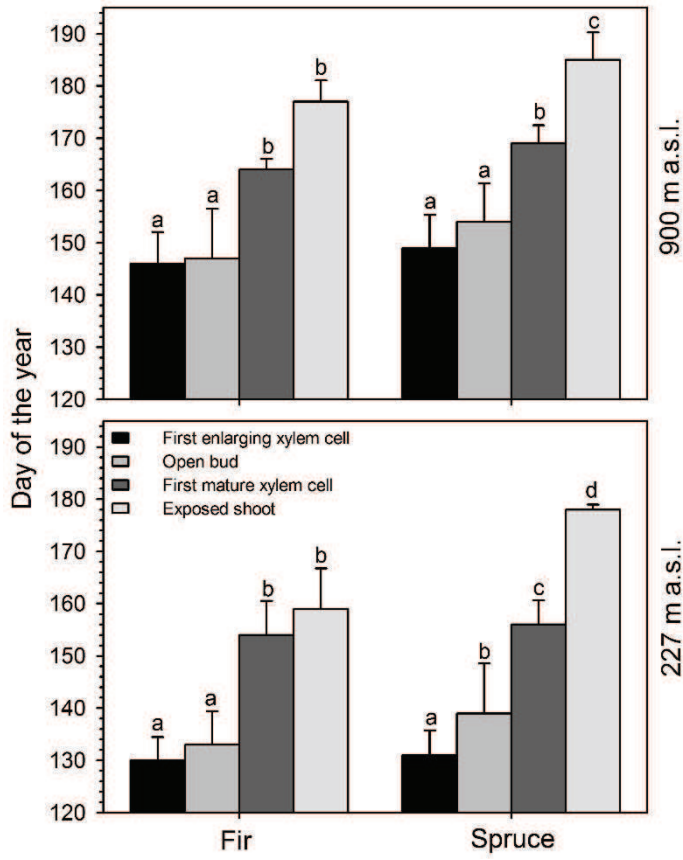 Day of the year
190
180
170
160
150
140
130
120
a
a
b
b
a
a
b
c
900 m a.s.l.
190
180
170
160
150
140
130
120
First enlarging xylem cell
Open bud
First mature xylem cell
Exposed shoot
a
a
b
b
a
b
c
d
227 m a.s.l.
Fir
Spruce